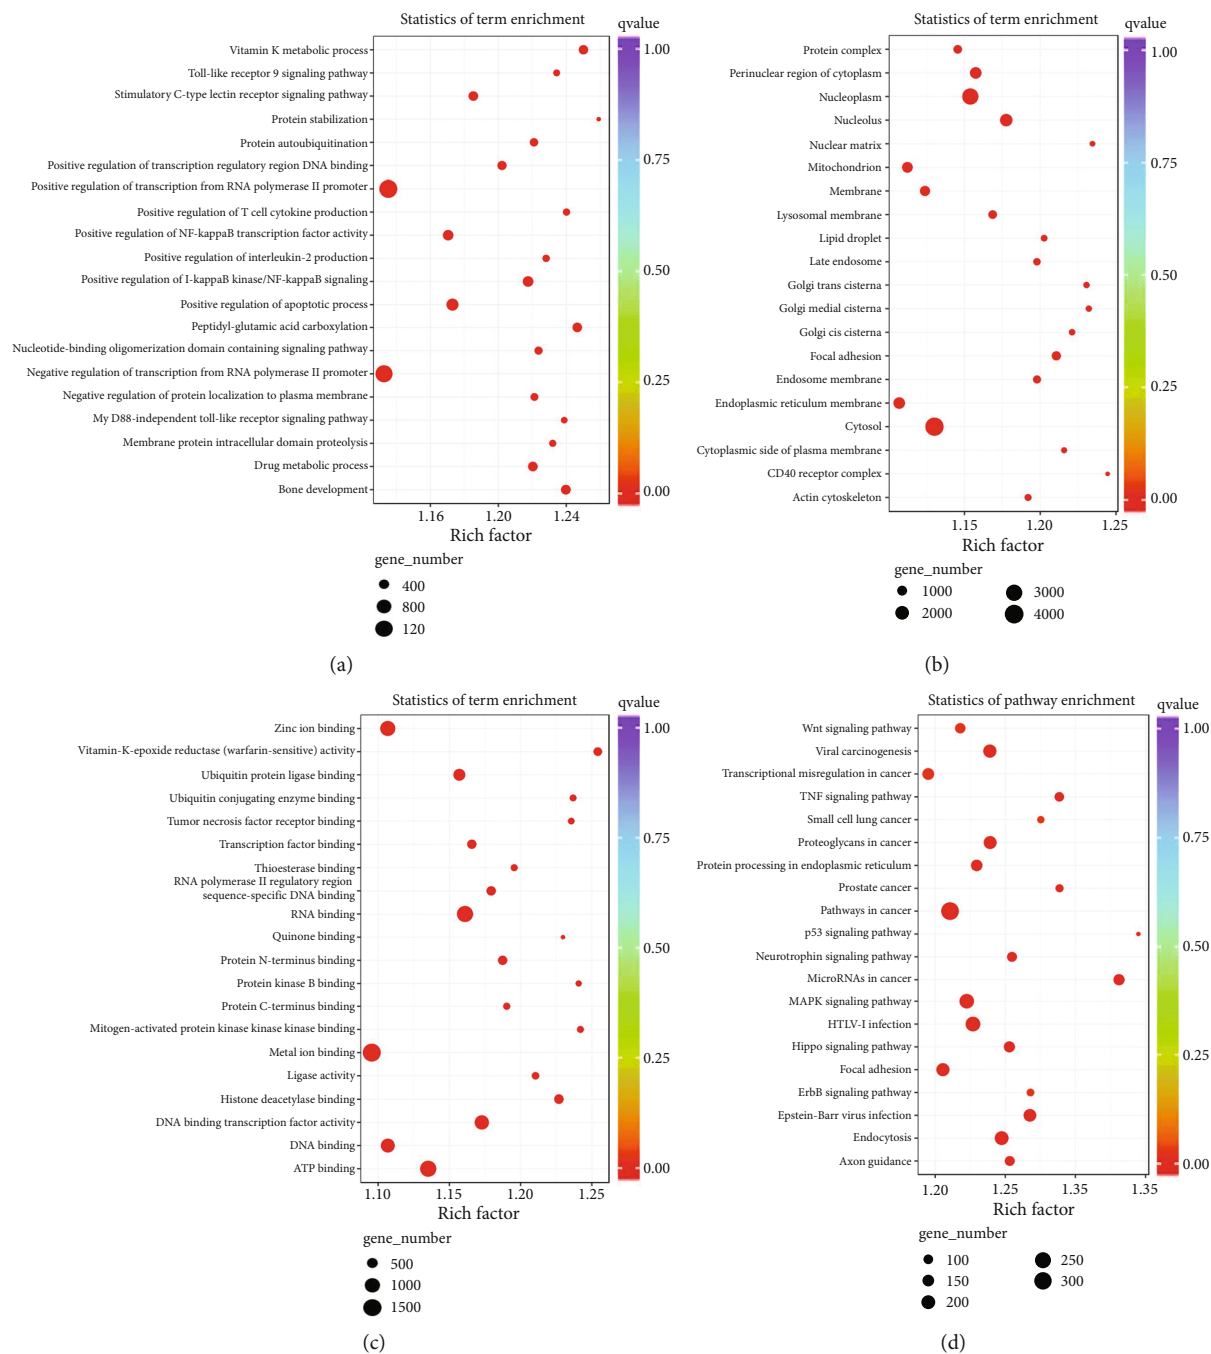 Statistics of term enrichment
qvalue
Vitamin K metabolic process
Toll-like receptor 9 signaling pathway
Stimulatory C-type lectin receptor signaling pathway
Protein stabilization
Protein autoubiquitination
Positive regulation of transcription regulatory region DNA binding
Positive regulation of transcription from RNA polymerase II promoter
Positive regulation of T cell cytokine production
Positive regulation of NF-kappaB transcription factor activity
Positive regulation of interleukin-2 production
Positive regulation of I-kappaB kinase/NF-kappaB signaling
Positive regulation of apoptotic process
Peptidyl-glutamic acid carboxylation
Nucleotide-binding oligomerization domain containing signaling pathway
Negative regulation of transcription from RNA polymerase II promoter
Negative regulation of protein localization to plasma membrane
My D88-independent toll-like receptor signaling pathway
Membrane protein intracellular domain proteolysis
Drug metabolic process
Bone development
1.00
0.75
0.50
0.25
0.00
1.16 1.20 1.24
Rich factor
gene_number
400
800
120
(a)
Statistics of term enrichment
qvalue
Protein complex
Perinuclear region of cytoplasm
Nucleoplasm
Nucleolus
Nuclear matrix
Mitochondrion
Membrane
Lysosomal membrane
Lipid droplet
Late endosome
Golgi trans cisterna
Golgi medial cisterna
Golgi cis cisterna
Focal adhesion
Endosome membrane
Endoplasmic reticulum membrane
Cytosol
Cytoplasmic side of plasma membrane
CD40 receptor complex
Actin cytoskeleton
1.00
0.75
0.50
0.25
0.00
1.15 1.20 1.25
Rich factor
gene_number
1000 3000
2000 4000
(b)
Statistics of term enrichment
qvalue
Zinc ion binding
Vitamin-K-epoxide reductase (warfarin-sensitive) activity
Ubiquitin protein ligase binding
Ubiquitin conjugating enzyme binding
Tumor necrosis factor receptor binding
Transcription factor binding
Thioesterase binding
RNA polymerase II regulatory region
sequence-specific DNA binding
RNA binding
Quinone binding
Protein N-terminus binding
Protein kinase B binding
Protein C-terminus binding
Mitogen-activated protein kinase kinase kinase binding
Metal ion binding
Ligase activity
Histone deacetylase binding
DNA binding transcription factor activity
DNA binding
ATP binding
1.00
0.75
0.50
0.25
0.00
1.10 1.15 1.20 1.25
Rich factor
gene_number
500
1000
1500
(c)
Statistics of pathway enrichment
qvalue
Wnt signaling pathway
Viral carcinogenesis
Transcriptional misregulation in cancer
TNF signaling pathway
Small cell lung cancer
Proteoglycans in cancer
Protein processing in endoplasmic reticulum
Prostate cancer
Pathways in cancer
p53 signaling pathway
Neurotrophin signaling pathway
MicroRNAs in cancer
MAPK signaling pathway
HTLV-I infection
Hippo signaling pathway
Focal adhesion
ErbB signaling pathway
Epstein-Barr virus infection
Endocytosis
Axon guidance
1.00
0.75
0.50
0.25
0.00
1.20 1.25 1.35 1.35
Rich factor
gene_number
100 250
150 300
200
(d)